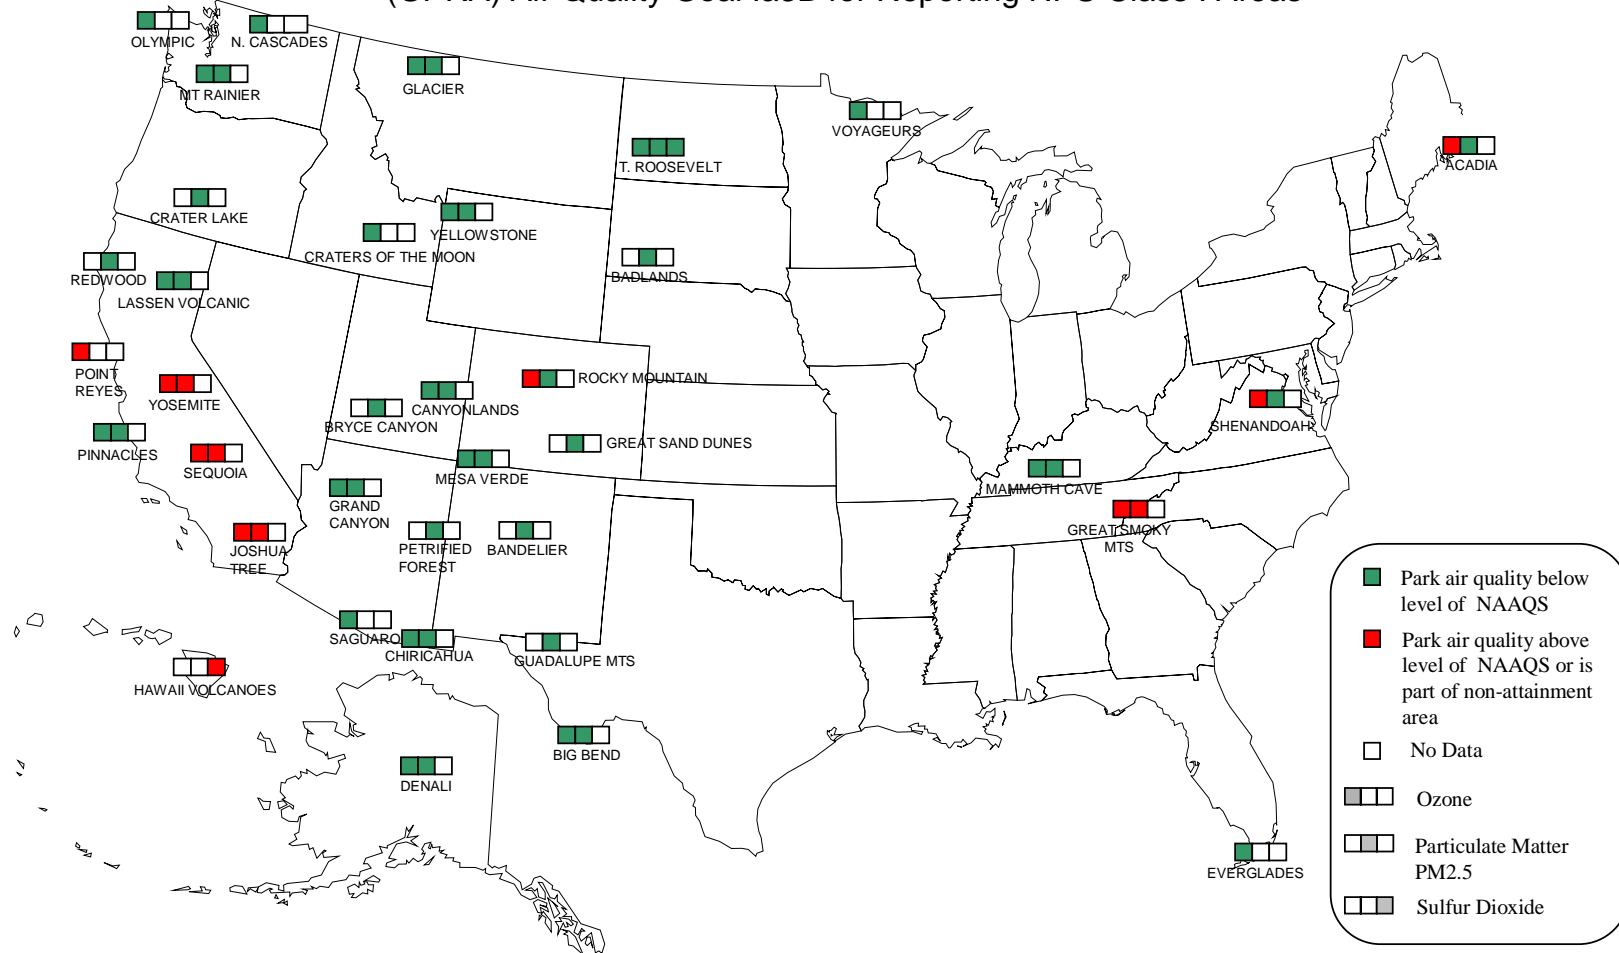 OLYMPIC
N. CASCADES
MT RAINIER
GLACIER
VOYAGEURS
T. ROOSEVELT
ACADIA
CRATER LAKE
YELLOWSTONE
CRATERS OF THE MOON
REDWOOD
BADLANDS
LASSEN VOLCANIC
POINT
REYES
YOSEMITE
ROCKY MOUNTAIN
CANYONLANDS
BRYCE CANYON
SHENANDOAH
PINNACLES
GREAT SAND DUNES
SEQUOIA
MESA VERDE
MAMMOTH CAVE
GRAND
CANYON
GREAT SMOKY
MTS
PETRIFIED
FOREST
BANDELIER
JOSHUA
TREE
SAGUARO
CHIRICAHUA
GUADALUPE MTS
HAWAII VOLCANOES
BIG BEND
DENALI
EVERGLADES
Park air quality below
level of NAAQS
Park air quality above
level of NAAQS or is
part of non-attainment
area
No Data
Ozone
Particulate Matter
PM2.5
Sulfur Dioxide